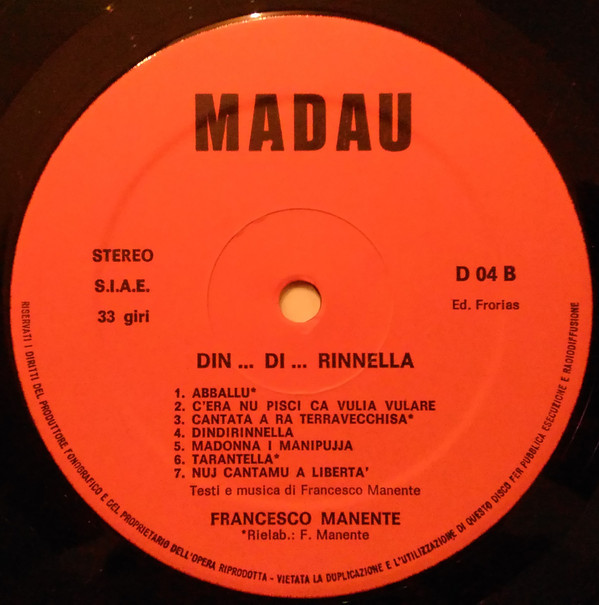 MADAU
STEREO
S.I.A.E.
33 giri
D 04 B
Ed. Frorias
DIN ... DI ... RINNELLA
1. ABBALLU*
2. C'ERA NU PISCI CA VULIA VULARE
3. CANTATA A RA TERRAVECCHISA*
4. DINDIRINNELLA
5. MADONNA I MANIPUJJA
6. TARANTELLA*
7. NUJ CANTAMU A LIBERTA'
Testi e musica di Francesco Manente
FRANCESCO MANENTE
*Rielab.: F. Manente
RISERVATI I DIRITTI DEL PRODUTTORE FONOGRAFICO E DEL PROPRIETARIO DELL'OPERA RIPRODOTTA - VIETATA LA DUPLICAZIONE E L'UTILIZZAZIONE DI QUESTO DISCO PER PUBBLICA ESECUZIONE E RADIODIFFUSIONE